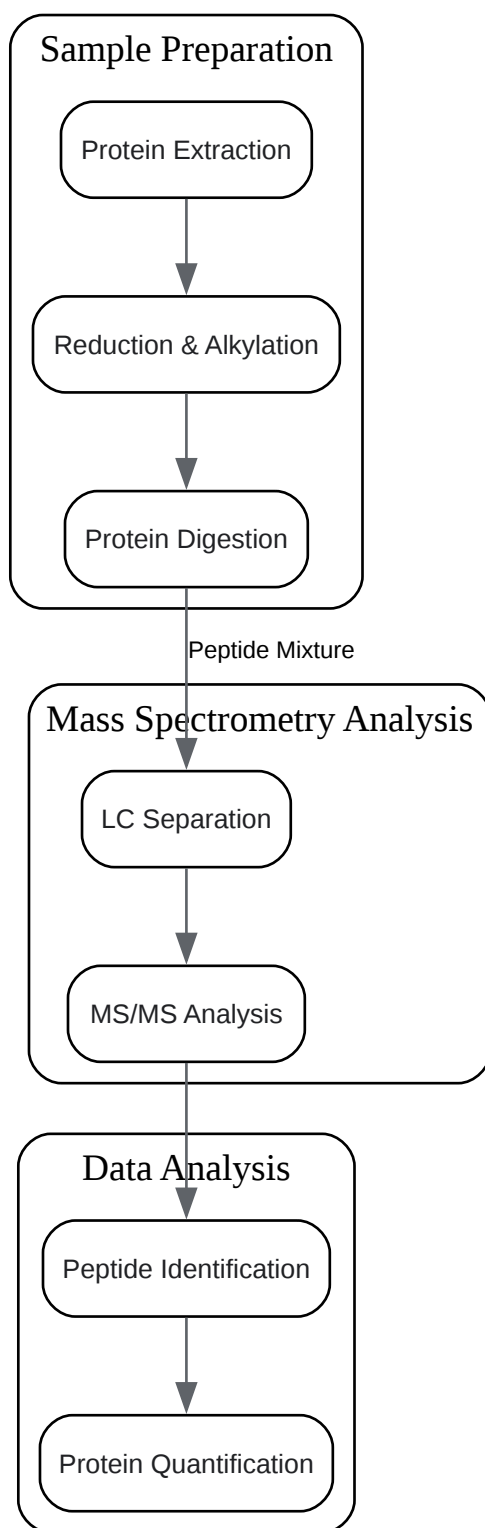 Sample Preparation
Protein Extraction
Reduction & Alkylation
Protein Digestion
Peptide Mixture
Mass Spectrometry Analysis
LC Separation
MS/MS Analysis
Data Analysis
Peptide Identification
Protein Quantification